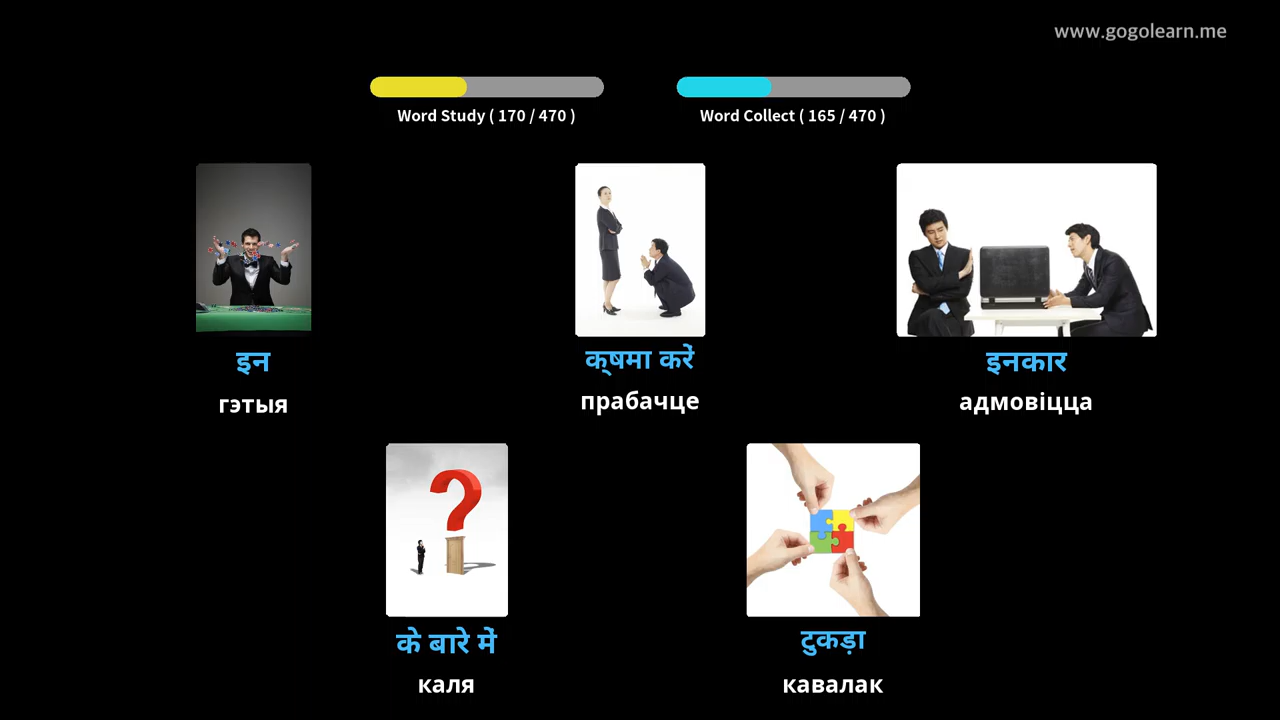 www.gogolearn.me
Word Study ( 170 / 470 )
Word Collect ( 165 / 470 )
इन
гэтыя
क्षमा करें
прабачце
इनकार
адмовіцца
के बारे में
каля
टुकड़ा
кавалак